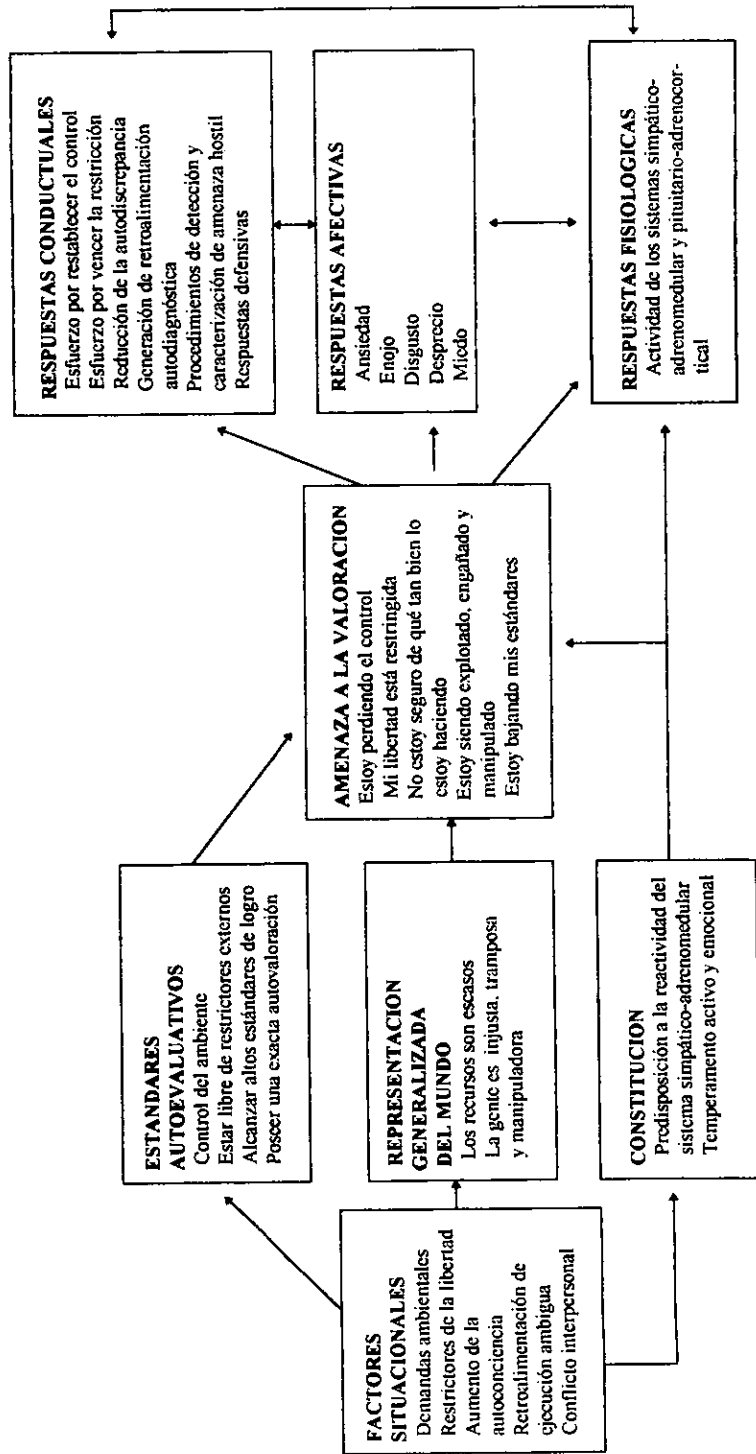 FACTORES
SITUACIONALES
Demandas ambientales
Restrictores de la libertad
Aumento de la
autoconciencia
Retroalimentación de
ejecución ambigua
Conflicto interpersonal
ESTANDARES
AUTOEVALUATIVOS
Control del ambiente
Estar libre de restrictores externos
Alcanzar altos estándares de logro
Poseer una exacta autovaloración
REPRESENTACION
GENERALIZADA
DEL MUNDO
Los recursos son escasos
La gente es injusta, tramposa
y manipuladora
CONSTITUCION
Predisposición a la reactividad del
sistema simpático-adrenomedular
Temperamento activo y emocional
AMENAZA A LA VALORACION
Estoy perdiendo el control
Mi libertad está restringida
No estoy seguro de qué tan bien lo
estoy haciendo
Estoy siendo explotado, engañado y
manipulado
Estoy bajando mis estándares
RESPUESTAS CONDUCTUALES
Esfuerzo por restablecer el control
Esfuerzo por vencer la restricción
Reducción de la autodiscrepancia
Generación de retroalimentación
autodiagnóstica
Procedimientos de detección y
caracterización de amenaza hostil
Respuestas defensivas
RESPUESTAS AFECTIVAS
Ansiedad
Enojo
Disgusto
Desprecio
Miedo
RESPUESTAS FISIOLOGICAS
Actividad de los sistemas simpático-
adrenomedular y pituitario-adrenocor-
tical